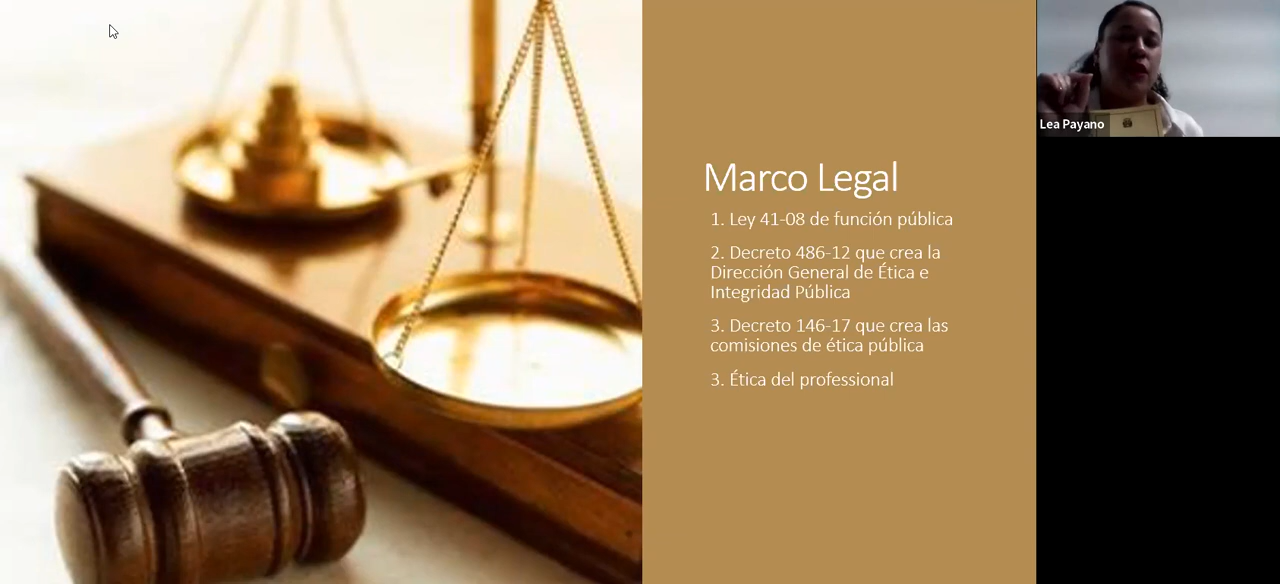 Marco Legal
1. Ley 41-08 de función pública
2. Decreto 486-12 que crea la
Dirección General de Ética e
Integridad Pública
3. Decreto 146-17 que crea las
comisiones de ética pública
3. Ética del professional
Lea Payano